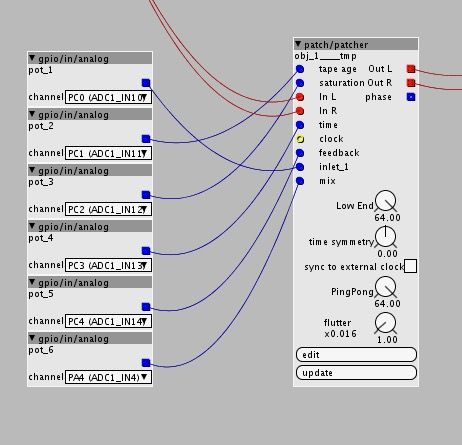 gpio/in/analog
pot_1
channel PC0 (ADC1_IN10
gpio/in/analog
pot_2
channel PC1 (ADC1_IN11
gpio/in/analog
pot_3
channel PC2 (ADC1_IN12
gpio/in/analog
pot_4
channel PC3 (ADC1_IN13
gpio/in/analog
pot_5
channel PC4 (ADC1_IN14
gpio/in/analog
pot_6
channel PA4 (ADC1_IN4)
patch/patcher
obj_1____tmp
tape age Out L
saturation Out R
In L phase
In R
time
clock
feedback
inlet_1
mix
Low End
64.00
time symmetry
0.00
sync to external clock
PingPong
64.00
flutter
x0.016
1.00
edit
update